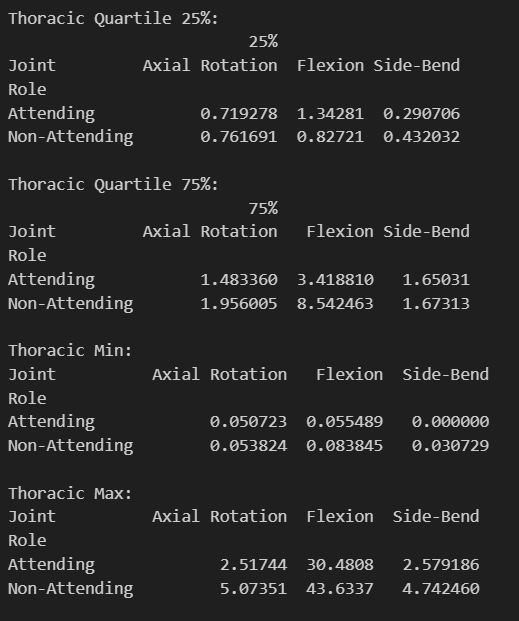 Thoracic Quartile 25%:
25%
Joint Axial Rotation Flexion Side-Bend
Role
Attending 0.719278 1.34281 0.290706
Non-Attending 0.761691 0.82721 0.432032
Thoracic Quartile 75%:
75%
Joint Axial Rotation Flexion Side-Bend
Role
Attending 1.483360 3.418810 1.65031
Non-Attending 1.956005 8.542463 1.67313
Thoracic Min:
Joint Axial Rotation Flexion Side-Bend
Role
Attending 0.050723 0.055489 0.000000
Non-Attending 0.053824 0.083845 0.030729
Thoracic Max:
Joint Axial Rotation Flexion Side-Bend
Role
Attending 2.51744 30.4808 2.579186
Non-Attending 5.07351 43.6337 4.742460